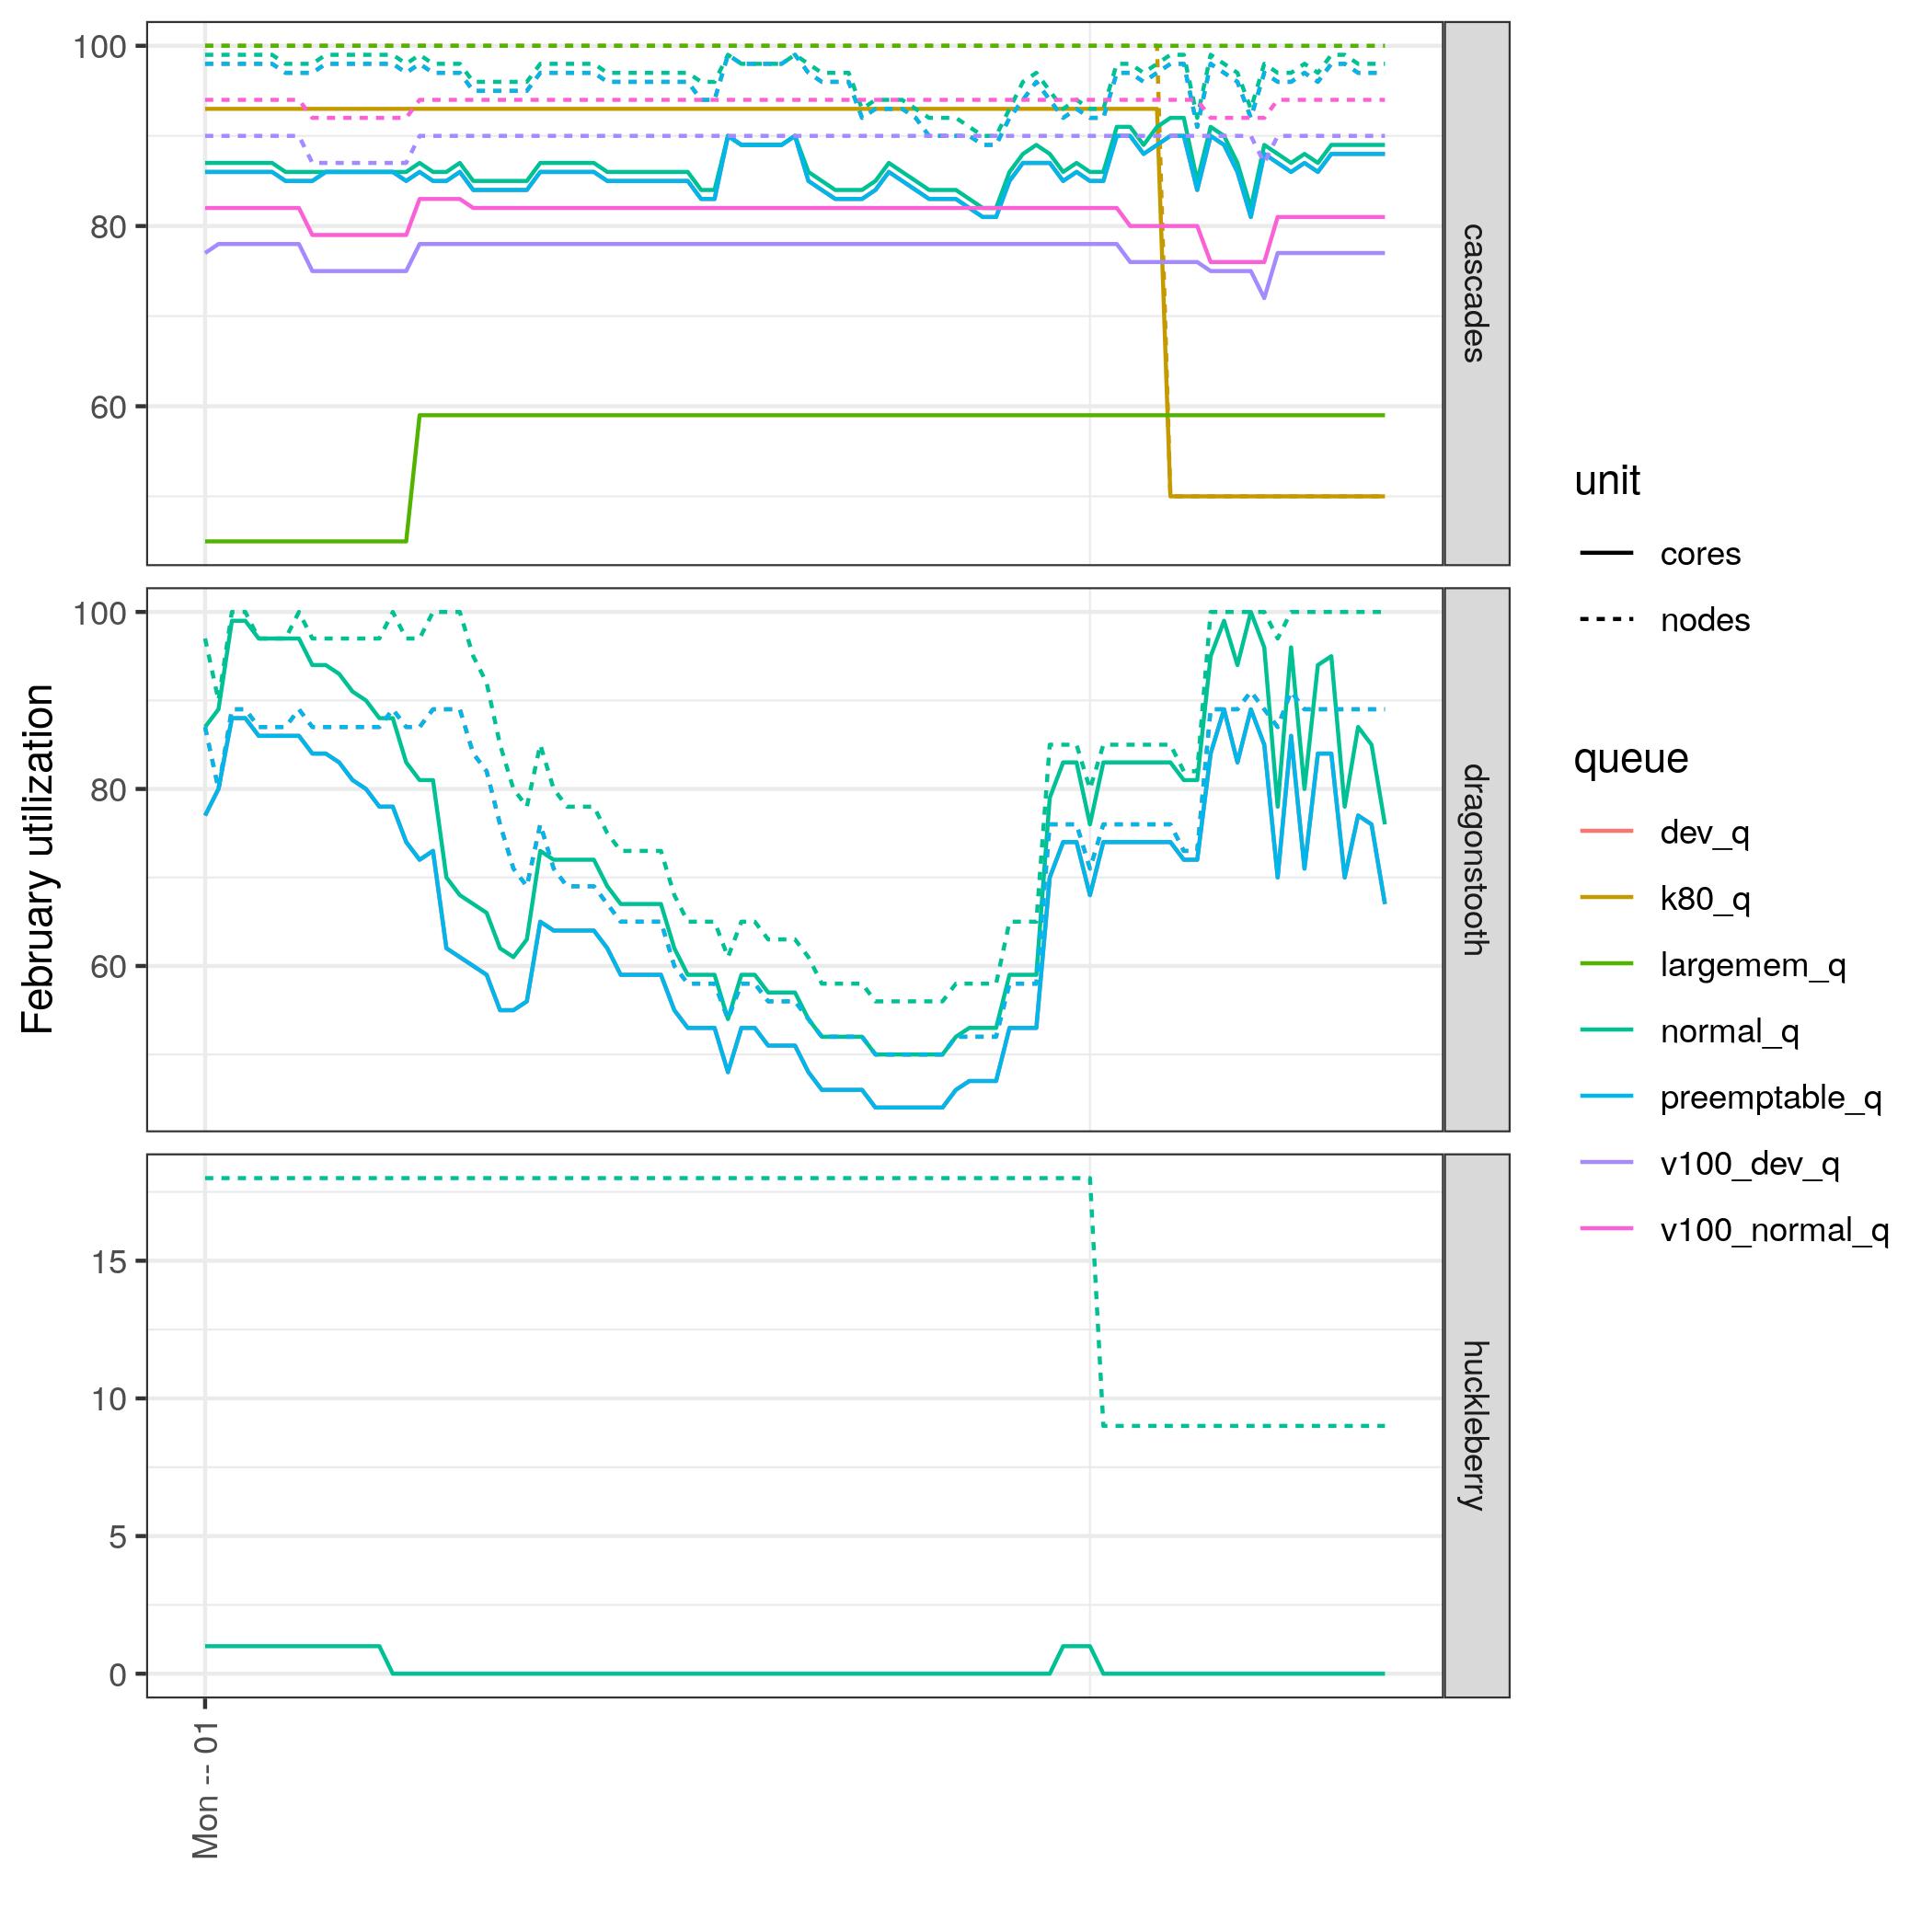 February utilization
100
80
60
cascades
100
80
60
dragonstooth
15
10
5
0
huckleberry
Mon -- 01
unit
cores
nodes
queue
dev_q
k80_q
largemem_q
normal_q
preemptable_q
v100_dev_q
v100_normal_q